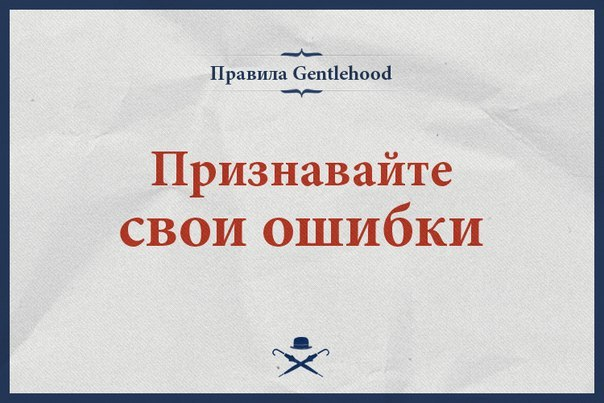 Правила Gentlehood
Признавайте
свои ошибки